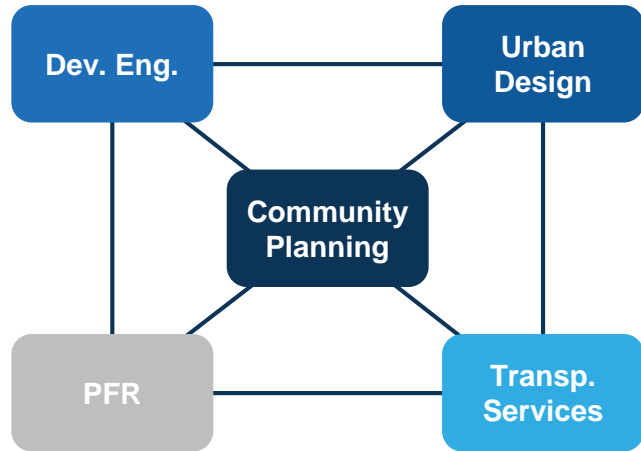 Dev. Eng.
Urban
Design
Community
Planning
PFR
Transp.
Services